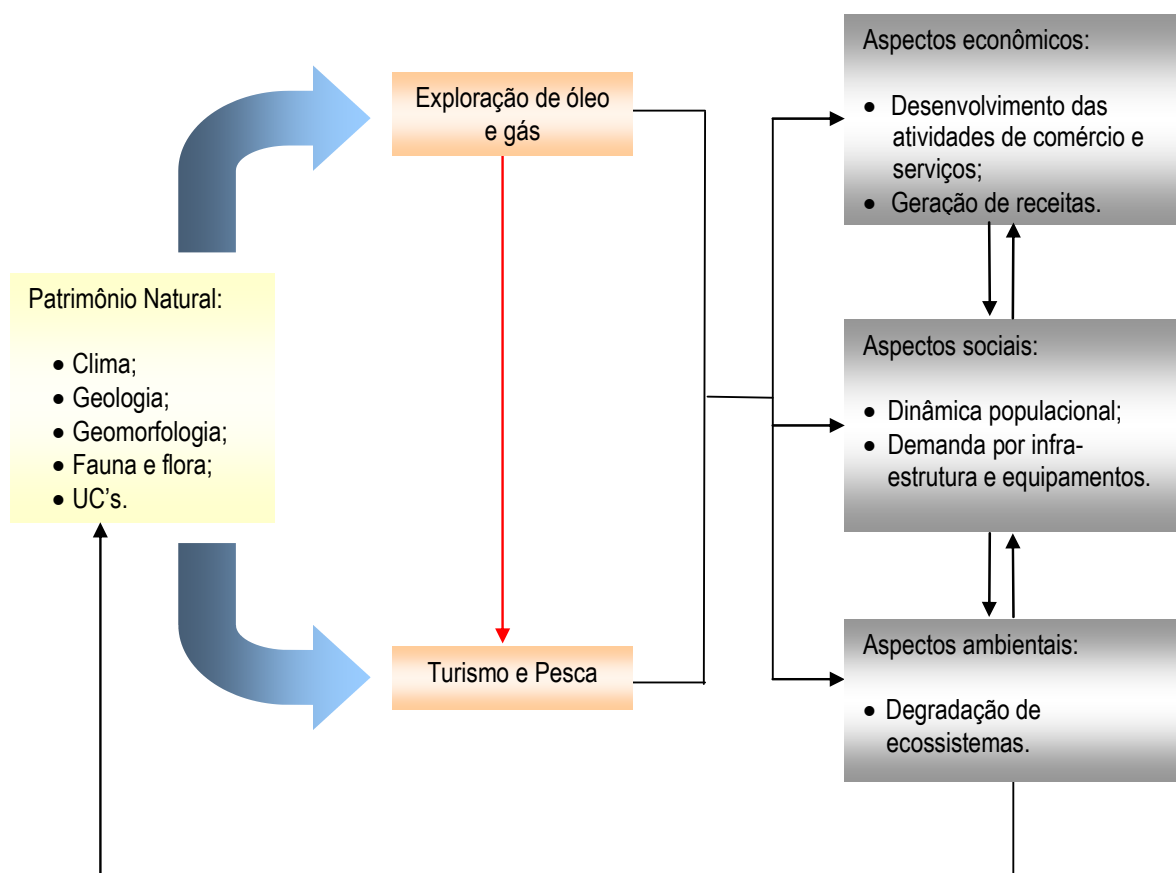 Patrimônio Natural:
• Clima;
• Geologia;
• Geomorfologia;
• Fauna e flora;
• UC's.
Exploração de óleo
e gás
Turismo e Pesca
Aspectos econômicos:
• Desenvolvimento das
atividades de comércio e
serviços;
• Geração de receitas.
Aspectos sociais:
• Dinâmica populacional;
• Demanda por infra-
estrutura e equipamentos.
Aspectos ambientais:
• Degradação de
ecossistemas.